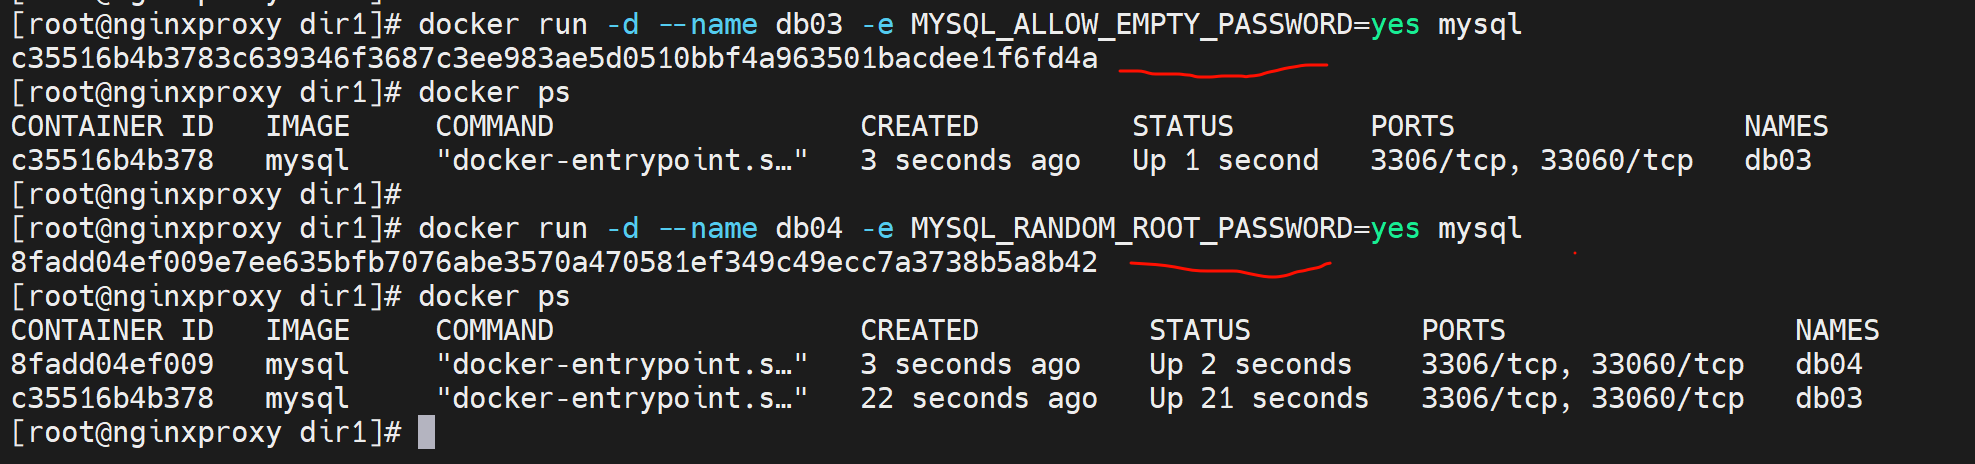 [root@nginxproxy dir1]# docker run -d --name db03 -e MYSQL_ALLOW_EMPTY_PASSWORD=yes mysql
c35516b4b3783c639346f3687c3ee983ae5d0510bbf4a963501bacdee1f6fd4a
[root@nginxproxy dir1]# docker ps
CONTAINER ID   IMAGE     COMMAND                  CREATED         STATUS        PORTS                 NAMES
c35516b4b378   mysql     "docker-entrypoint.s…"   3 seconds ago   Up 1 second   3306/tcp, 33060/tcp   db03
[root@nginxproxy dir1]#
[root@nginxproxy dir1]# docker run -d --name db04 -e MYSQL_RANDOM_ROOT_PASSWORD=yes mysql
8fadd04ef009e7ee635bfb7076abe3570a470581ef349c49ecc7a3738b5a8b42
[root@nginxproxy dir1]# docker ps
CONTAINER ID   IMAGE     COMMAND                  CREATED          STATUS          PORTS                 NAMES
8fadd04ef009   mysql     "docker-entrypoint.s…"   3 seconds ago    Up 2 seconds    3306/tcp, 33060/tcp   db04
c35516b4b378   mysql     "docker-entrypoint.s…"   22 seconds ago   Up 21 seconds   3306/tcp, 33060/tcp   db03
[root@nginxproxy dir1]#